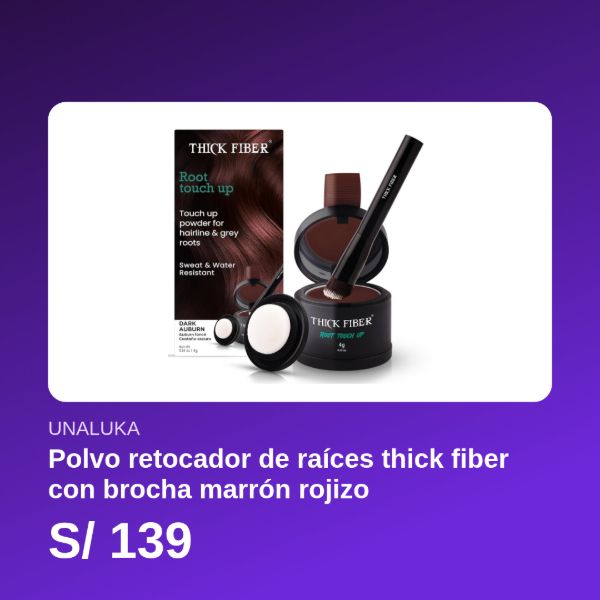 THICK FIBER®
Root
touch up
Touch up
powder for
hairline & grey
roots
Sweat & Water
Resistant
DARK
AUBURN
THICK FIBER
THICK FIBER®
ROOT TOUCH UP
4g
UNALUKA
Polvo retocador de raíces thick fiber
con brocha marrón rojizo
S/ 139